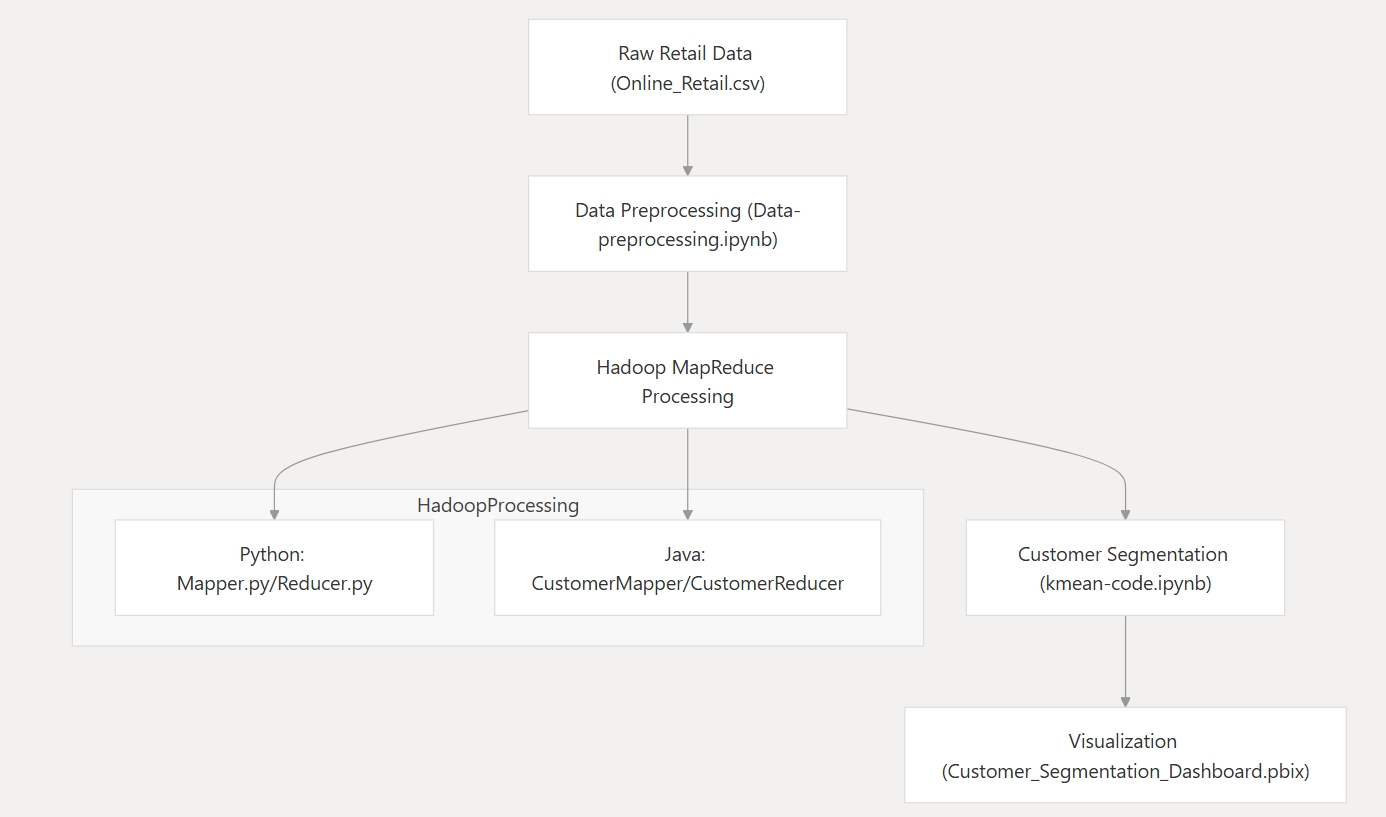 Raw Retail Data
(Online_Retail.csv)
Data Preprocessing (Data-
preprocessing.ipynb)
Hadoop MapReduce
Processing
HadoopProcessing
Python:
Mapper.py/Reducer.py
Java:
CustomerMapper/CustomerReducer
Customer Segmentation
(kmean-code.ipynb)
Visualization
(Customer_Segmentation_Dashboard.pbix)